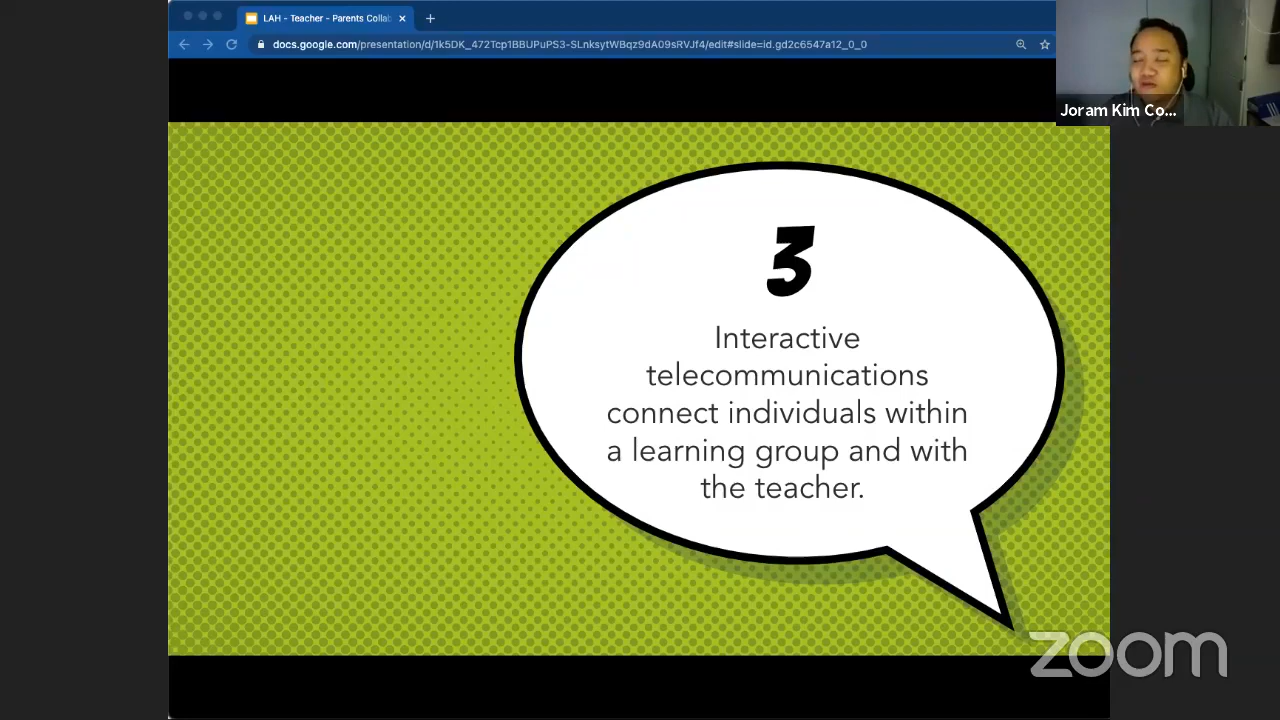 LAH - Teacher - Parents Collab
docs.google.com/presentation/d/1k5DK_472Tcp1BBUPuPS3-SLnksytWBqz9dA09sRVJf4/edit#slide=id.gd2c6547a12_0_0
Joram Kim Co...
3
Interactive
telecommunications
connect individuals within
a learning group and with
the teacher.
zoom